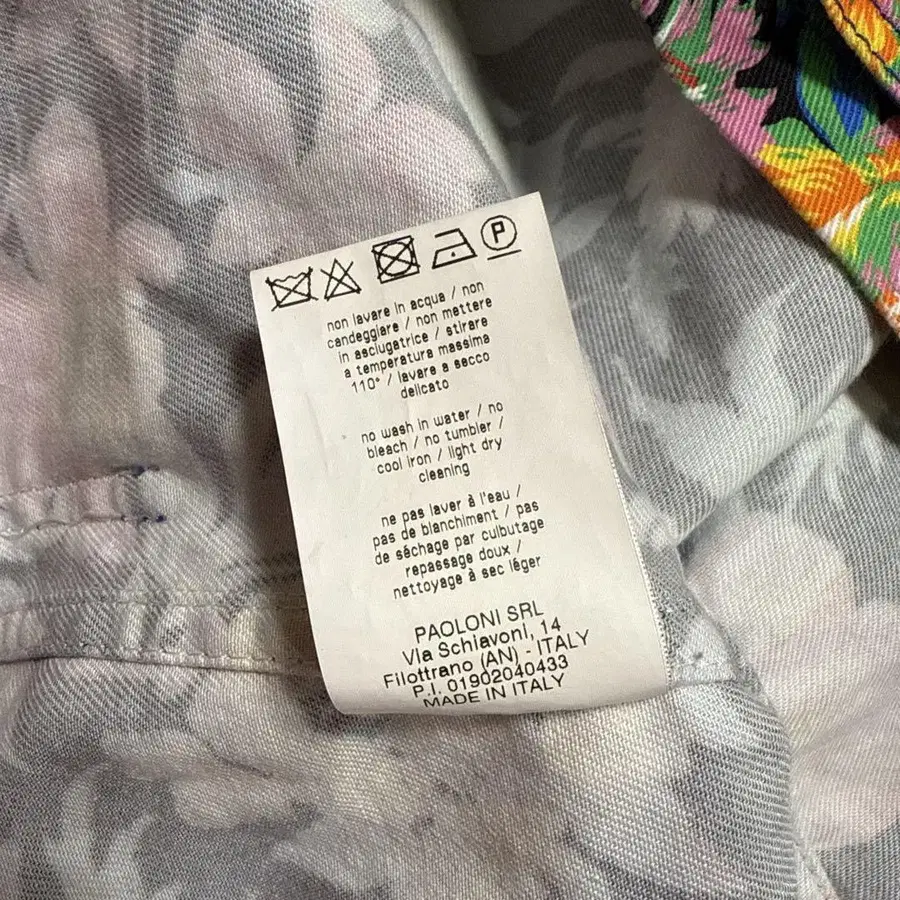 P
non lavare in acqua / non
candeggiare / non mettere
in asciugatrice / stirare
a temperatura massima
110° / lavare a secco
delicato
no wash in water / no
bleach / no tumbler /
cool iron / light dry
cleaning
ne pas laver à l'eau /
pas de blanchiment / pas
de séchage par culbutage
repassage doux /
nettoyage à sec léger
PAOLONI SRL
Via Schiavoni, 14
Filottrano (AN) - ITALY
P.I. 01902040433
MADE IN ITALY